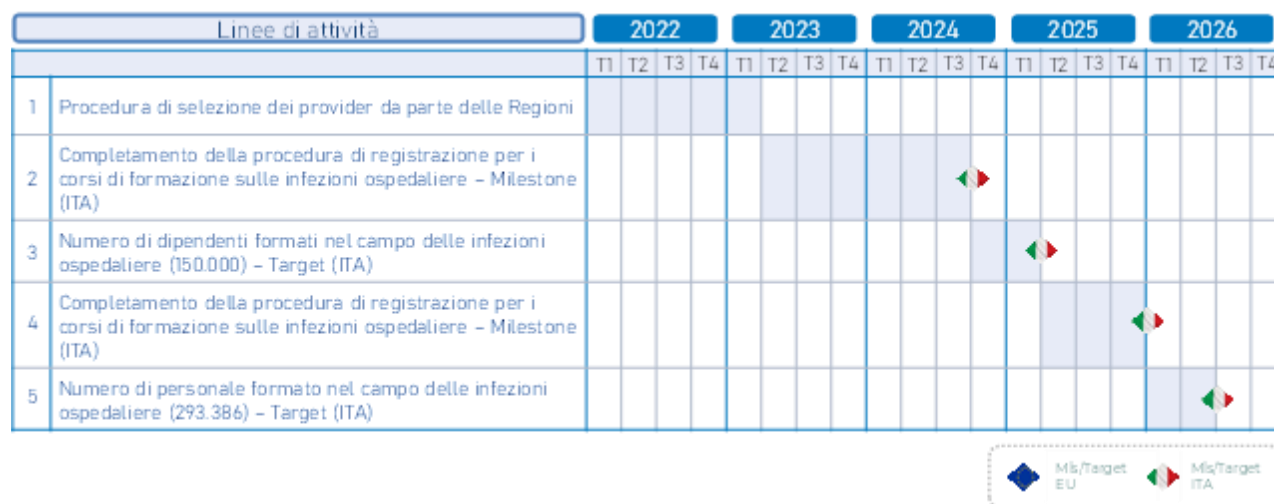 Linee di attività 2022 2023 2024 2025 2026
T1 T2 T3 T4 T1 T2 T3 T4 T1 T2 T3 T4 T1 T2 T3 T4 T1 T2 T3 T4
1 Procedura di selezione dei provider da parte delle Regioni
Completamento della procedura di registrazione per i
2 corsi di formazione sulle infezioni ospedaliere – Milestone
(ITA)
3 Numero di dipendenti formati nel campo delle infezioni
ospedaliere (150.000) – Target (ITA)
Completamento della procedura di registrazione per i
4 corsi di formazione sulle infezioni ospedaliere – Milestone
(ITA)
5 Numero di personale formato nel campo delle infezioni
ospedaliere (293.386) – Target (ITA)
Mls/Target
EU
Mls/Target
ITA